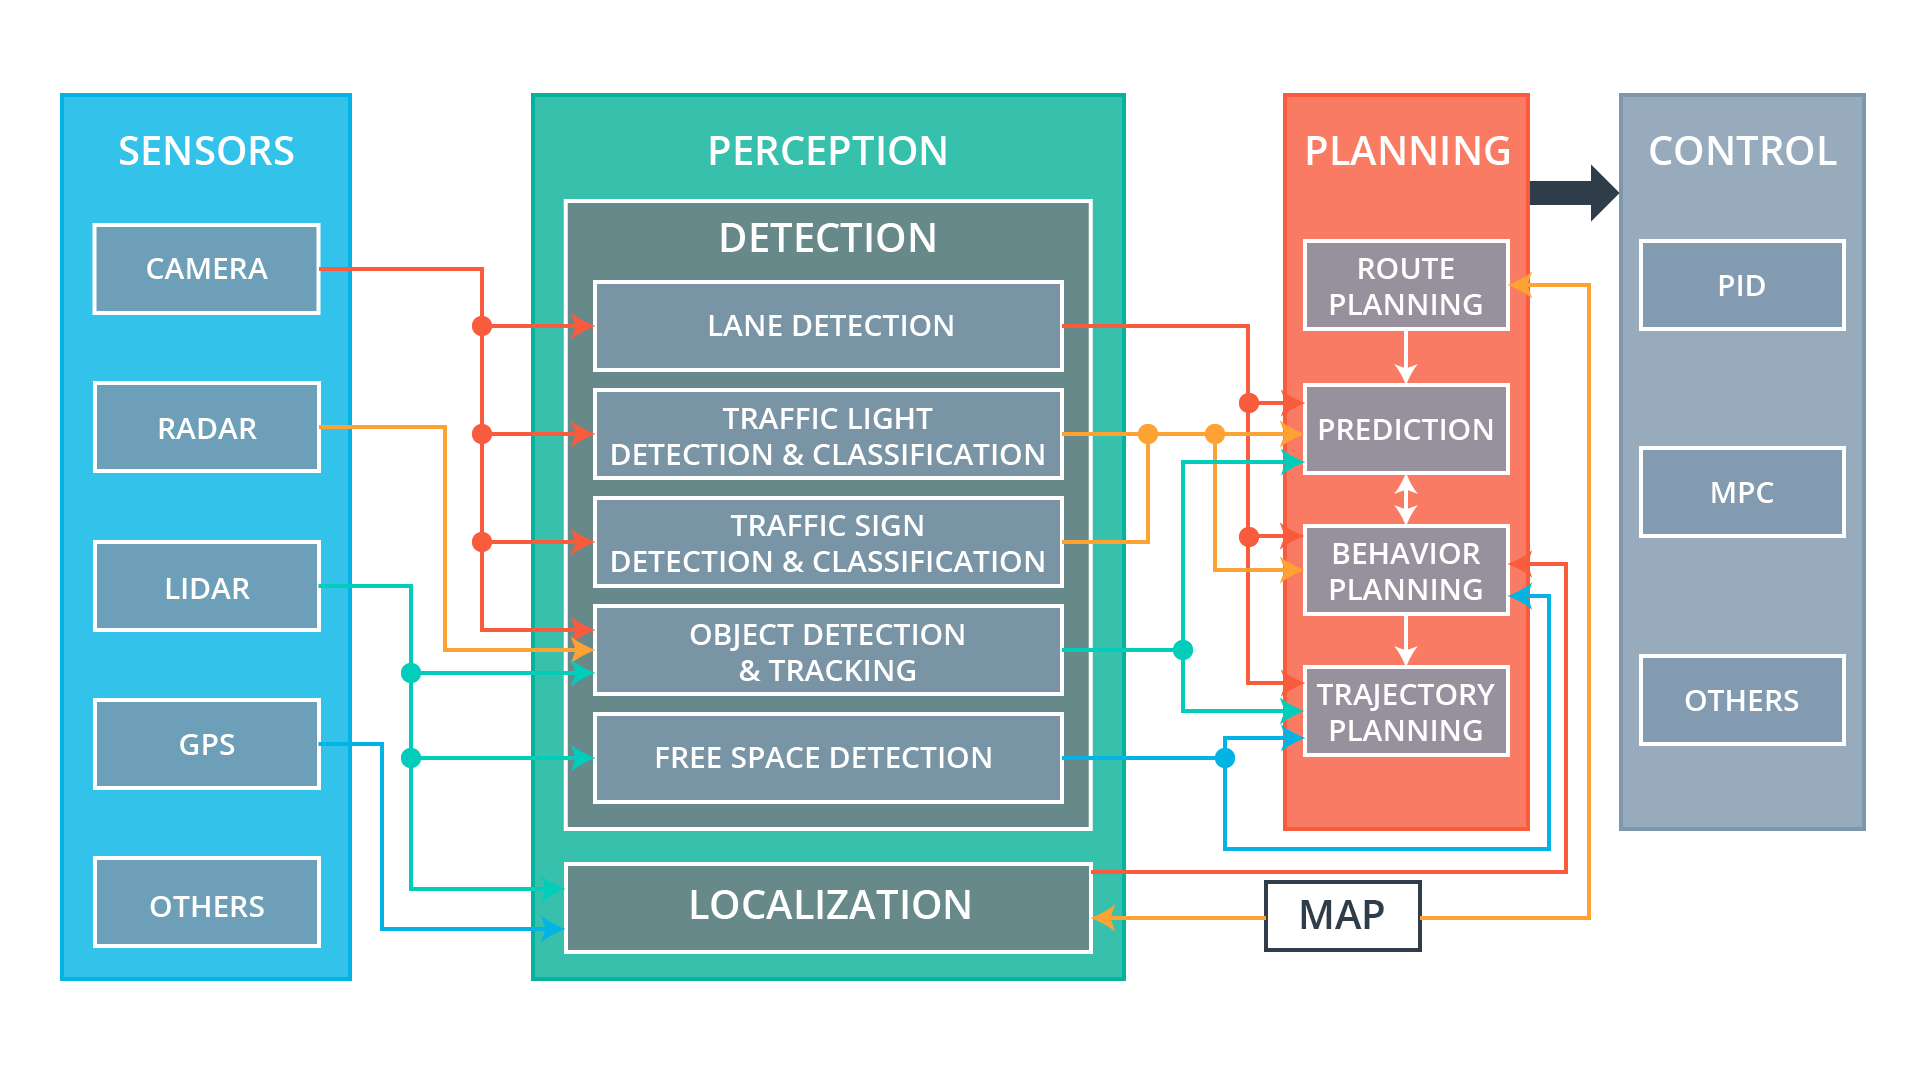 SENSORS
CAMERA
RADAR
LIDAR
GPS
OTHERS
PERCEPTION
DETECTION
LANE DETECTION
TRAFFIC LIGHT
DETECTION & CLASSIFICATION
TRAFFIC SIGN
DETECTION & CLASSIFICATION
OBJECT DETECTION
& TRACKING
FREE SPACE DETECTION
LOCALIZATION
PLANNING
ROUTE
PLANNING
PREDICTION
BEHAVIOR
PLANNING
TRAJECTORY
PLANNING
MAP
CONTROL
PID
MPC
OTHERS